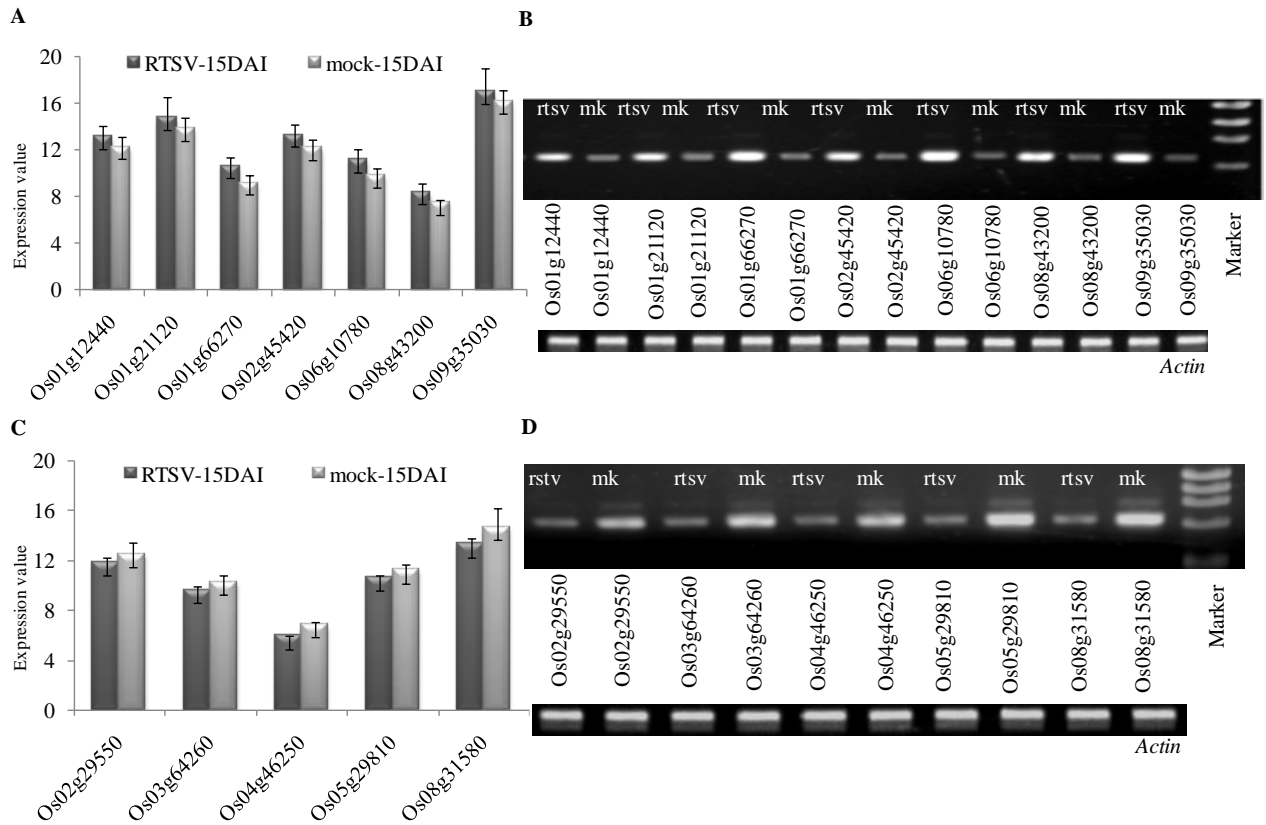 A
20
16
12
8
4
0
Expression value
RTSV-15DAI mock-15DAI
Os01g12440
Os01g21120
Os01g66270
Os02g45420
Os06g10780
Os08g43200
Os09g35030
B
rtsv mk rtsv mk rtsv mk rtsv mk rtsv mk rtsv mk rtsv mk
Os01g12440
Os01g12440
Os01g21120
Os01g21120
Os01g66270
Os01g66270
Os02g45420
Os02g45420
Os06g10780
Os06g10780
Os08g43200
Os08g43200
Os09g35030
Os09g35030
Marker
Actin
C
20
16
12
8
4
0
Expression value
RTSV-15DAI mock-15DAI
Os02g29550
Os03g64260
Os04g46250
Os05g29810
Os08g31580
D
rstv mk rtsv mk rtsv mk rtsv mk rtsv mk
Os02g29550
Os02g29550
Os03g64260
Os03g64260
Os04g46250
Os04g46250
Os05g29810
Os05g29810
Os08g31580
Os08g31580
Marker
Actin